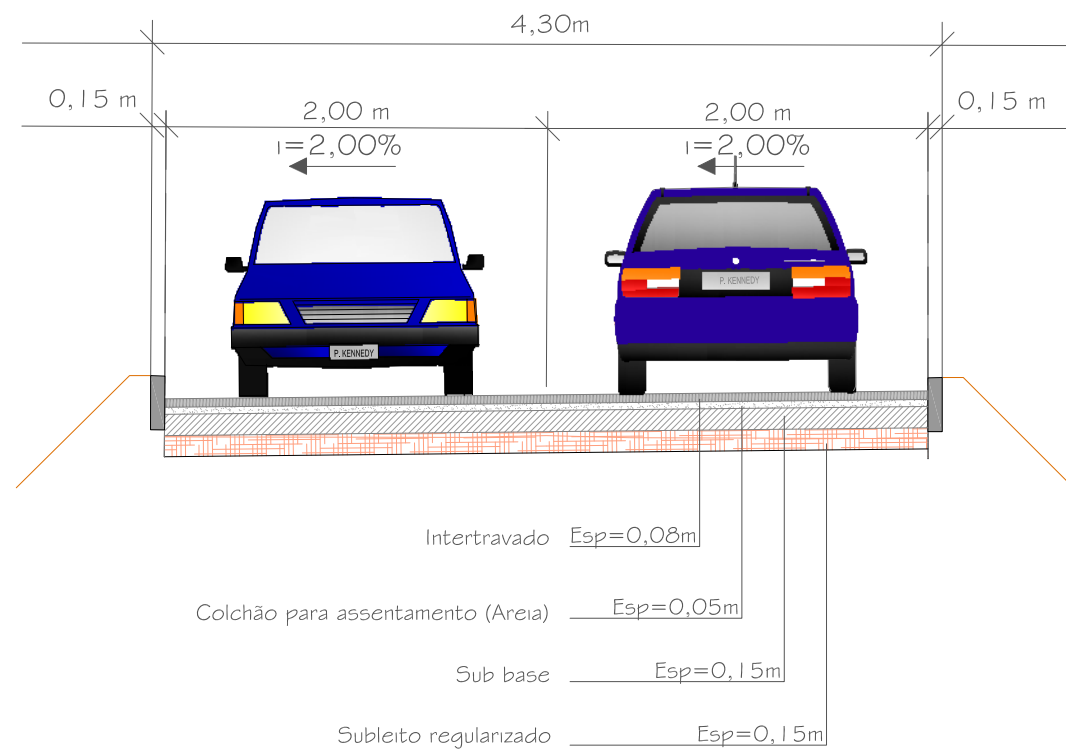 4,30m
0,15 m
2,00 m
2,00 m
0,15 m
i=2,00%
i=2,00%
P. KENNEDY
P. KENNEDY
Intertravado Esp=0,08m
Colchão para assentamento (Areia) Esp=0,05m
Sub base Esp=0,15m
Subleito regularizado Esp=0,15m